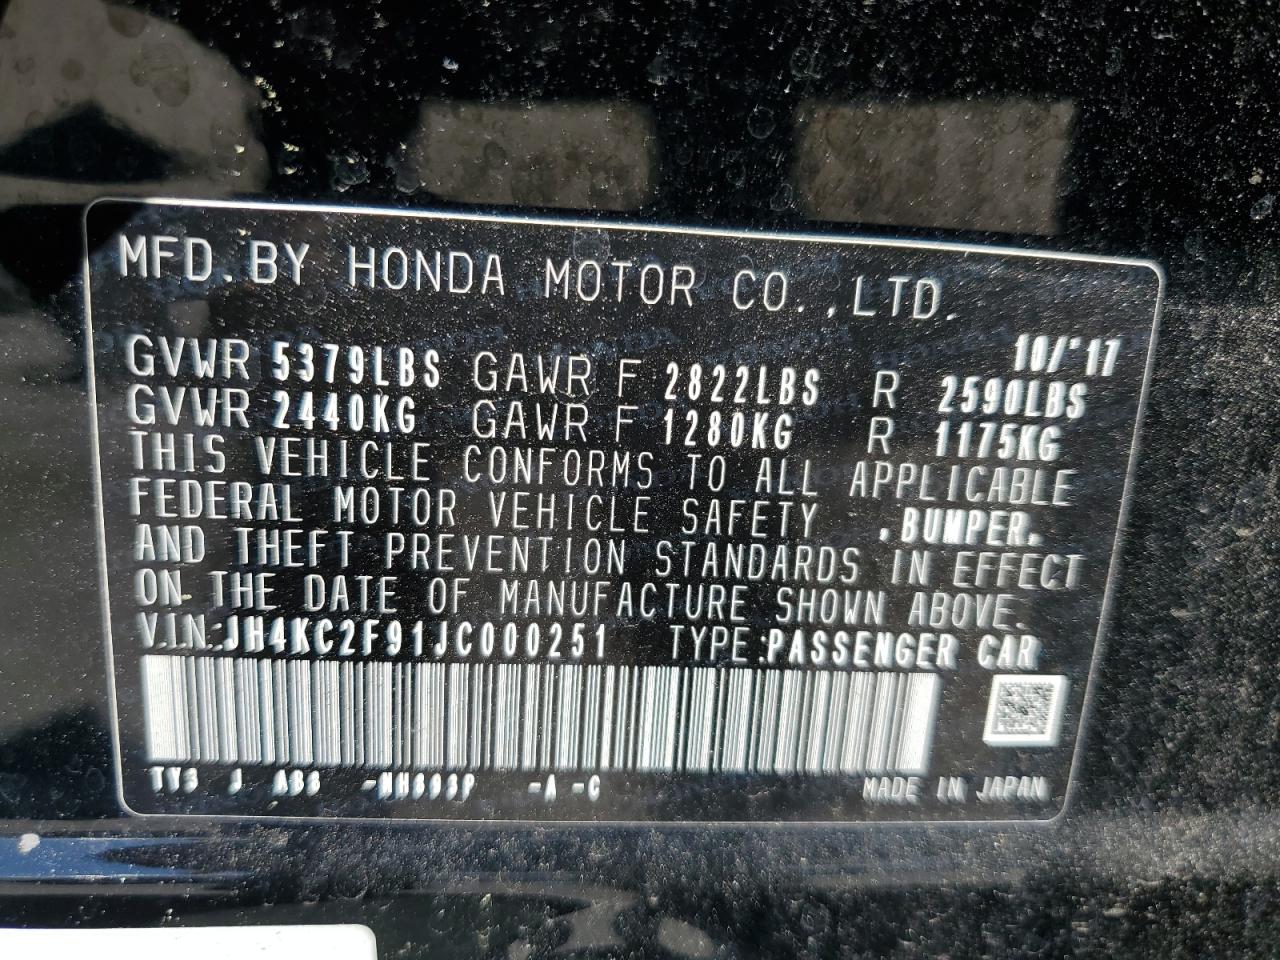 MFD. BY HONDA MOTOR CO., LTD.
10/'17
GVWR 5379LBS GAWR F 2822LBS R 2590LBS
GVWR 2440KG GAWR F 1280KG R 1175KG
THIS VEHICLE CONFORMS TO ALL APPLICABLE
FEDERAL MOTOR VEHICLE SAFETY , BUMPER,
AND THEFT PREVENTION STANDARDS IN EFFECT
ON THE DATE OF MANUFACTURE SHOWN ABOVE.
V.I.N.: JH4KC2F91JC000251 TYPE: PASSENGER CAR
TY3 J AB8 -A -C
MADE IN JAPAN